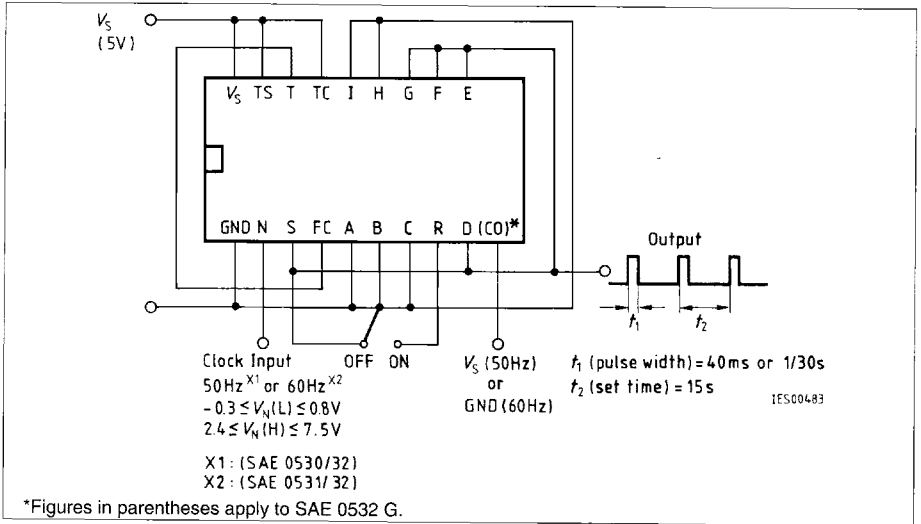 V_S
(5V)
V_S TS T TC I H G F E
GND N S FC A B C R D (CO)*
Output
t_1 t_2
Clock Input
50Hz^X1 or 60Hz^X2
-0.3 ≤ V_N(L) ≤ 0.8V
2.4 ≤ V_N(H) ≤ 7.5V
OFF ON
V_S (50Hz)
or
GND (60Hz)
t_1 (pulse width) = 40ms or 1/30s
t_2 (set time) = 15s
IES00483
X1 : (SAE 0530/32)
X2 : (SAE 0531/32)
*Figures in parentheses apply to SAE 0532 G.